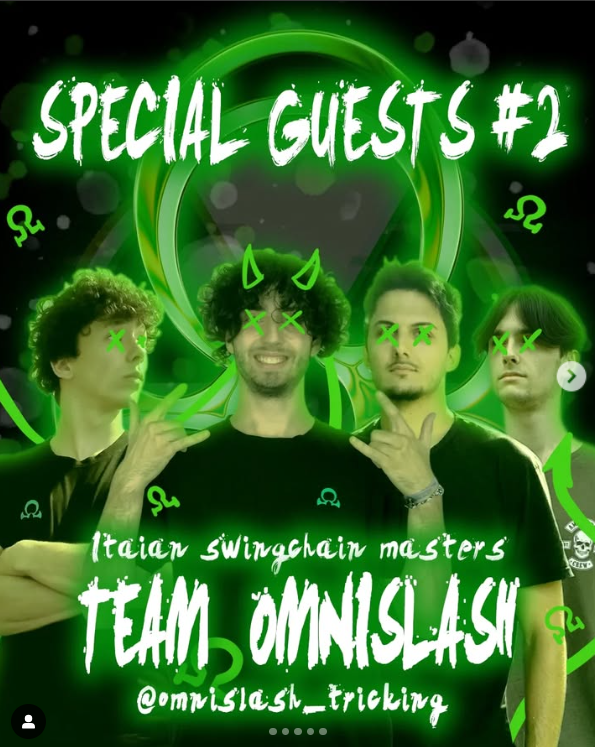 SPECIAL GUESTS #2
Ω
Ω
Ω
Ω
Ω
Itaian swingchain masters
TEAM OMNISLASH
Ω
@omnislash_tricking